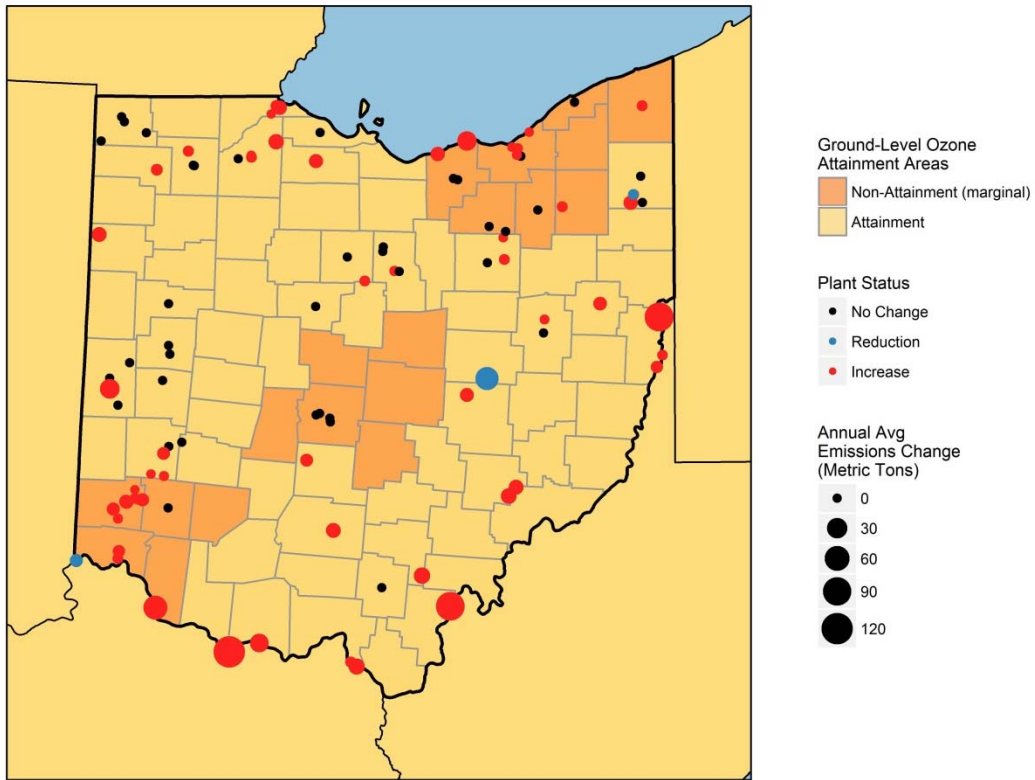 Ground-Level Ozone
Attainment Areas
Non-Attainment (marginal)
Attainment
Plant Status
No Change
Reduction
Increase
Annual Avg
Emissions Change
(Metric Tons)
0
30
60
90
120